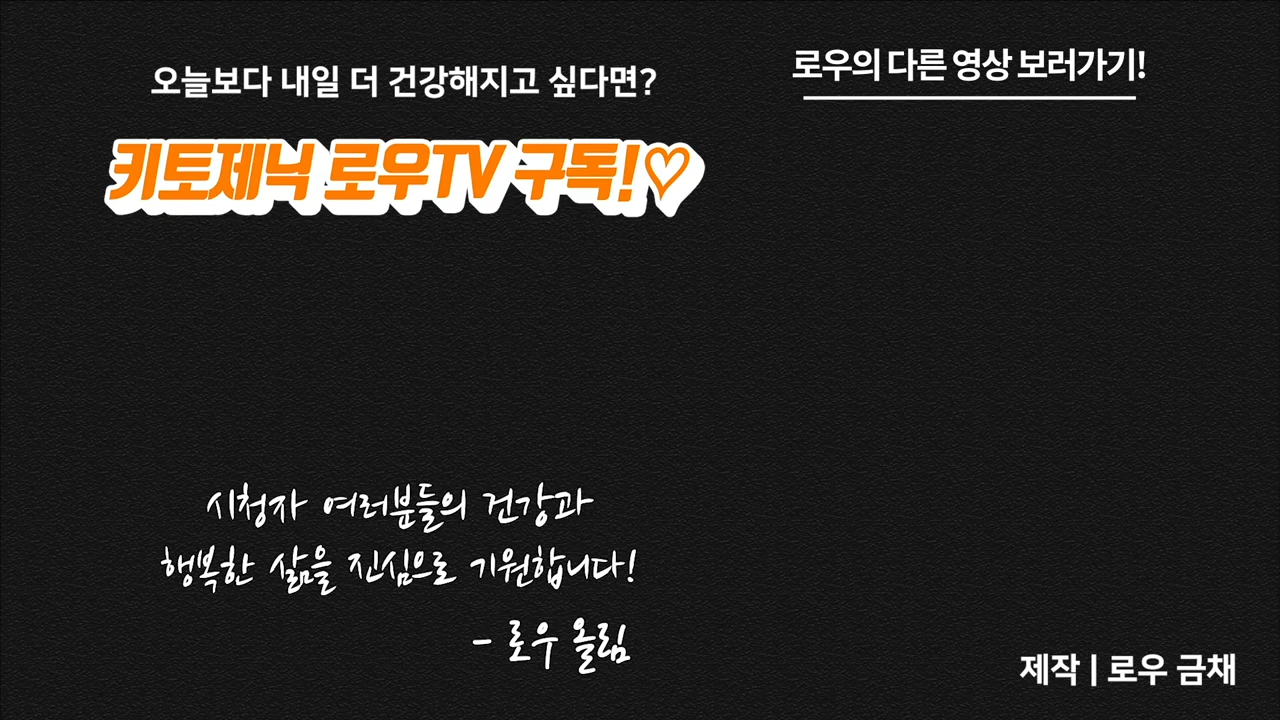 오늘보다 내일 더 건강해지고 싶다면?
키토제닉 로우TV 구독!♡
로우의 다른 영상 보러가기!
시청자 여러분들의 건강과
행복한 삶을 진심으로 기원합니다!
- 로우 올림
제작 | 로우 금채